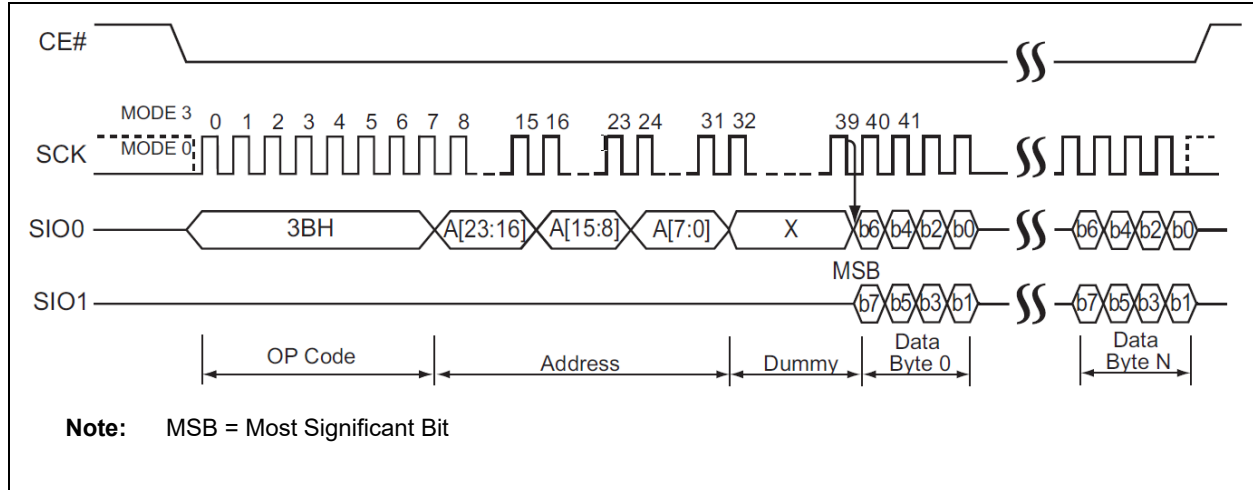 CE#
MODE 3
0 1 2 3 4 5 6 7 8 15 16 23 24 31 32 39 40 41
MODE 0
SCK
SIO0 3BH A[23:16] A[15:8] A[7:0] X b6 b4 b2 b0 b6 b4 b2 b0
MSB
SIO1 b7 b5 b3 b1 b7 b5 b3 b1
OP Code Address Dummy Data Byte 0 Data Byte N
Note: MSB = Most Significant Bit